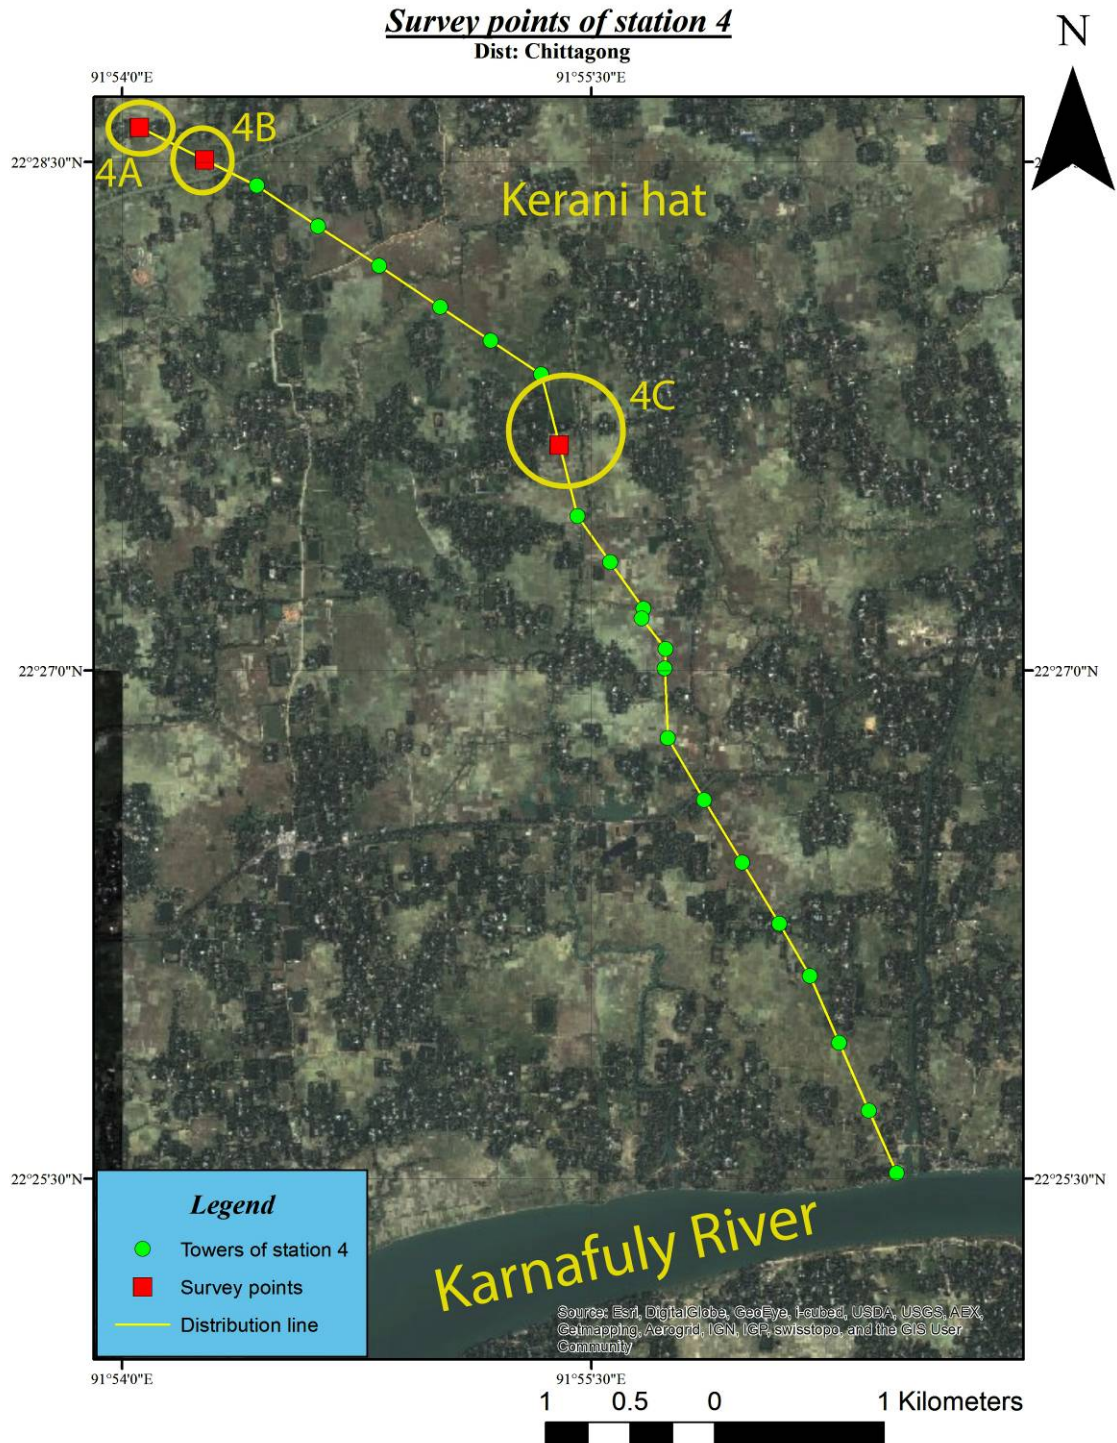 Survey points of station 4
Dist: Chittagong
N
91°54'0"E
91°55'30"E
4A
4B
22°28'30"N
Kerani hat
4C
22°27'0"N
22°27'0"N
22°25'30"N
22°25'30"N
Legend
Towers of station 4
Survey points
Distribution line
Karnafuly River
Source: Esri, DigitalGlobe, GeoEye, i-cubed, USDA, USGS, AEX,
Getmapping, Aerogrid, IGN, IGP, swisstopo, and the GIS User
Community
91°54'0"E
91°55'30"E
1 0.5 0 1 Kilometers